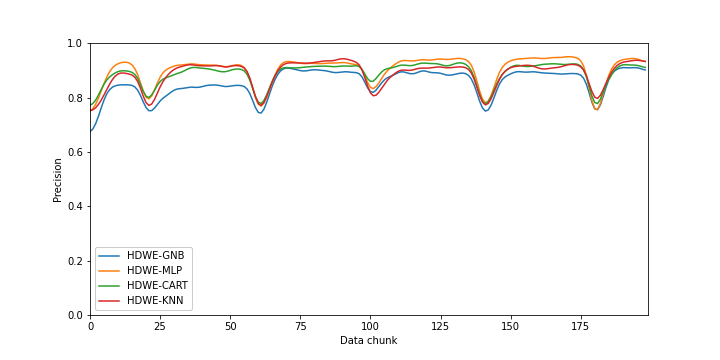 1.0
0.8
0.6
0.4
0.2
0.0
Precision
HDWE-GNB
HDWE-MLP
HDWE-CART
HDWE-KNN
0 25 50 75 100 125 150 175
Data chunk